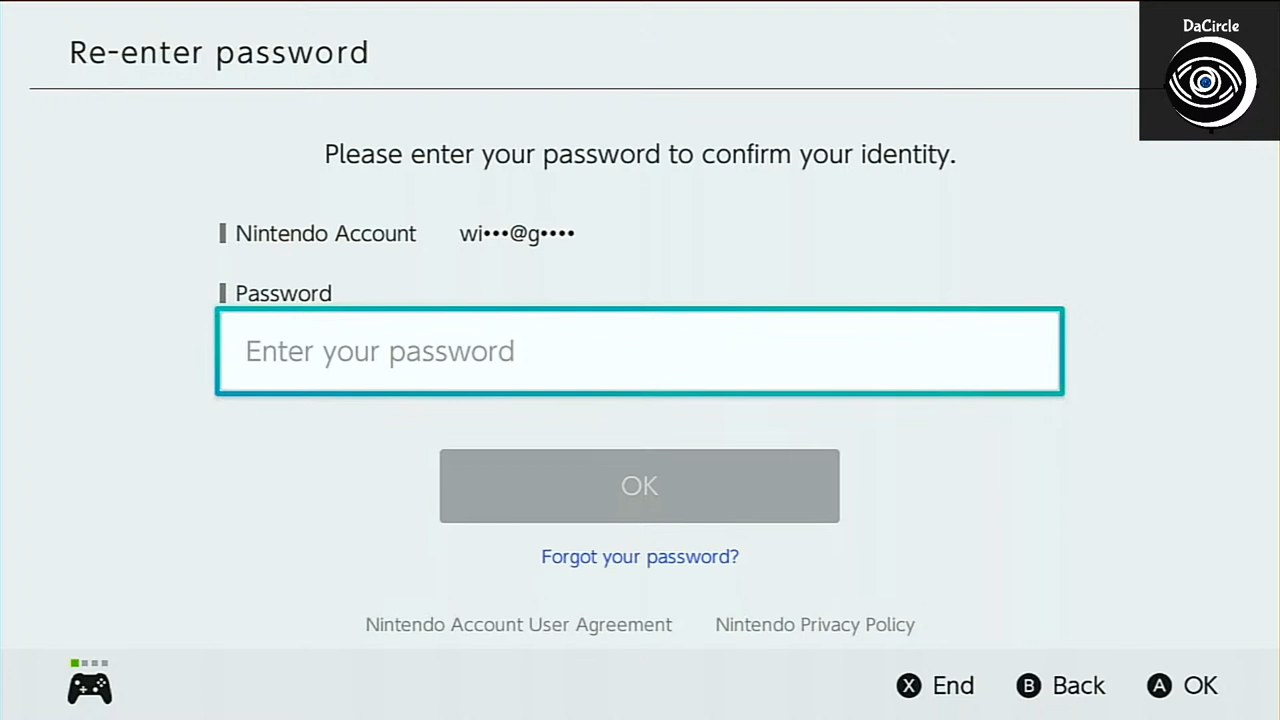 DaCircle
Re-enter password
Please enter your password to confirm your identity.
Nintendo Account wi•••@g••••
Password
Enter your password
OK
Forgot your password?
Nintendo Account User Agreement Nintendo Privacy Policy
X End B Back A OK